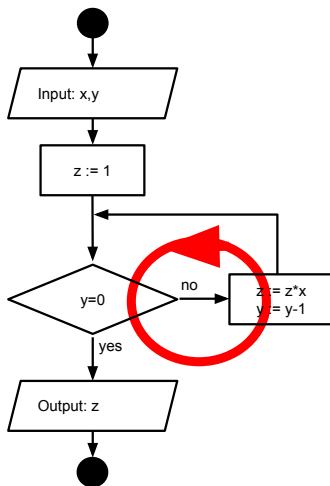 Input: x,y
z := 1
y=0
no
z := z*x
y := y-1
yes
Output: z